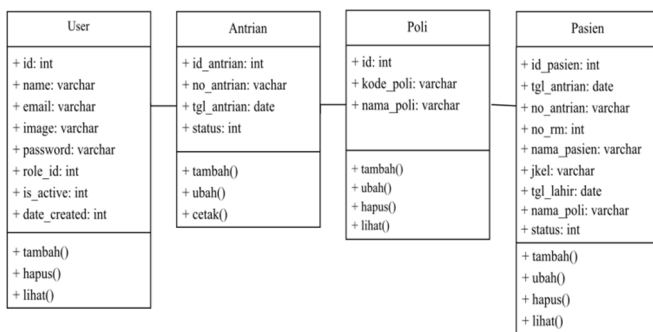 User
+ id: int
+ name: varchar
+ email: varchar
+ image: varchar
+ password: varchar
+ role_id: int
+ is_active: int
+ date_created: int
+ tambah()
+ hapus()
+ lihat()
Antrian
+ id_antrian: int
+ no_antrian: vachar
+ tgl_antrian: date
+ status: int
+ tambah()
+ ubah()
+ cetak()
Poli
+ id: int
+ kode_poli: varchar
+ nama_poli: varchar
+ tambah()
+ ubah()
+ hapus()
+ lihat()
Pasien
+ id_pasien: int
+ tgl_antrian: date
+ no_antrian: varchar
+ no_rm: int
+ nama_pasien: varchar
+ jkel: varchar
+ tgl_lahir: date
+ nama_poli: varchar
+ status: int
+ tambah()
+ ubah()
+ hapus()
+ lihat()